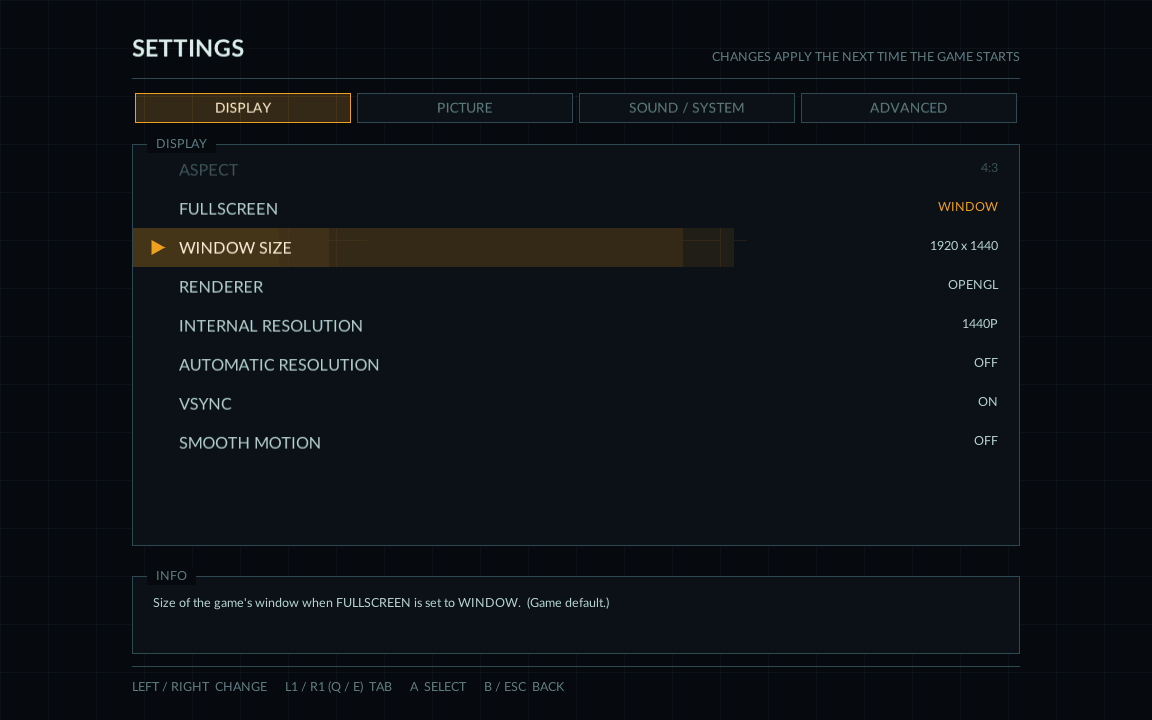 SETTINGS
CHANGES APPLY THE NEXT TIME THE GAME STARTS
DISPLAY PICTURE SOUND / SYSTEM ADVANCED
DISPLAY
ASPECT 4:3
FULLSCREEN WINDOW
WINDOW SIZE 1920 x 1440
RENDERER OPENGL
INTERNAL RESOLUTION 1440P
AUTOMATIC RESOLUTION OFF
VSYNC ON
SMOOTH MOTION OFF
INFO
Size of the game's window when FULLSCREEN is set to WINDOW. (Game default.)
LEFT / RIGHT CHANGE L1 / R1 (Q / E) TAB A SELECT B / ESC BACK